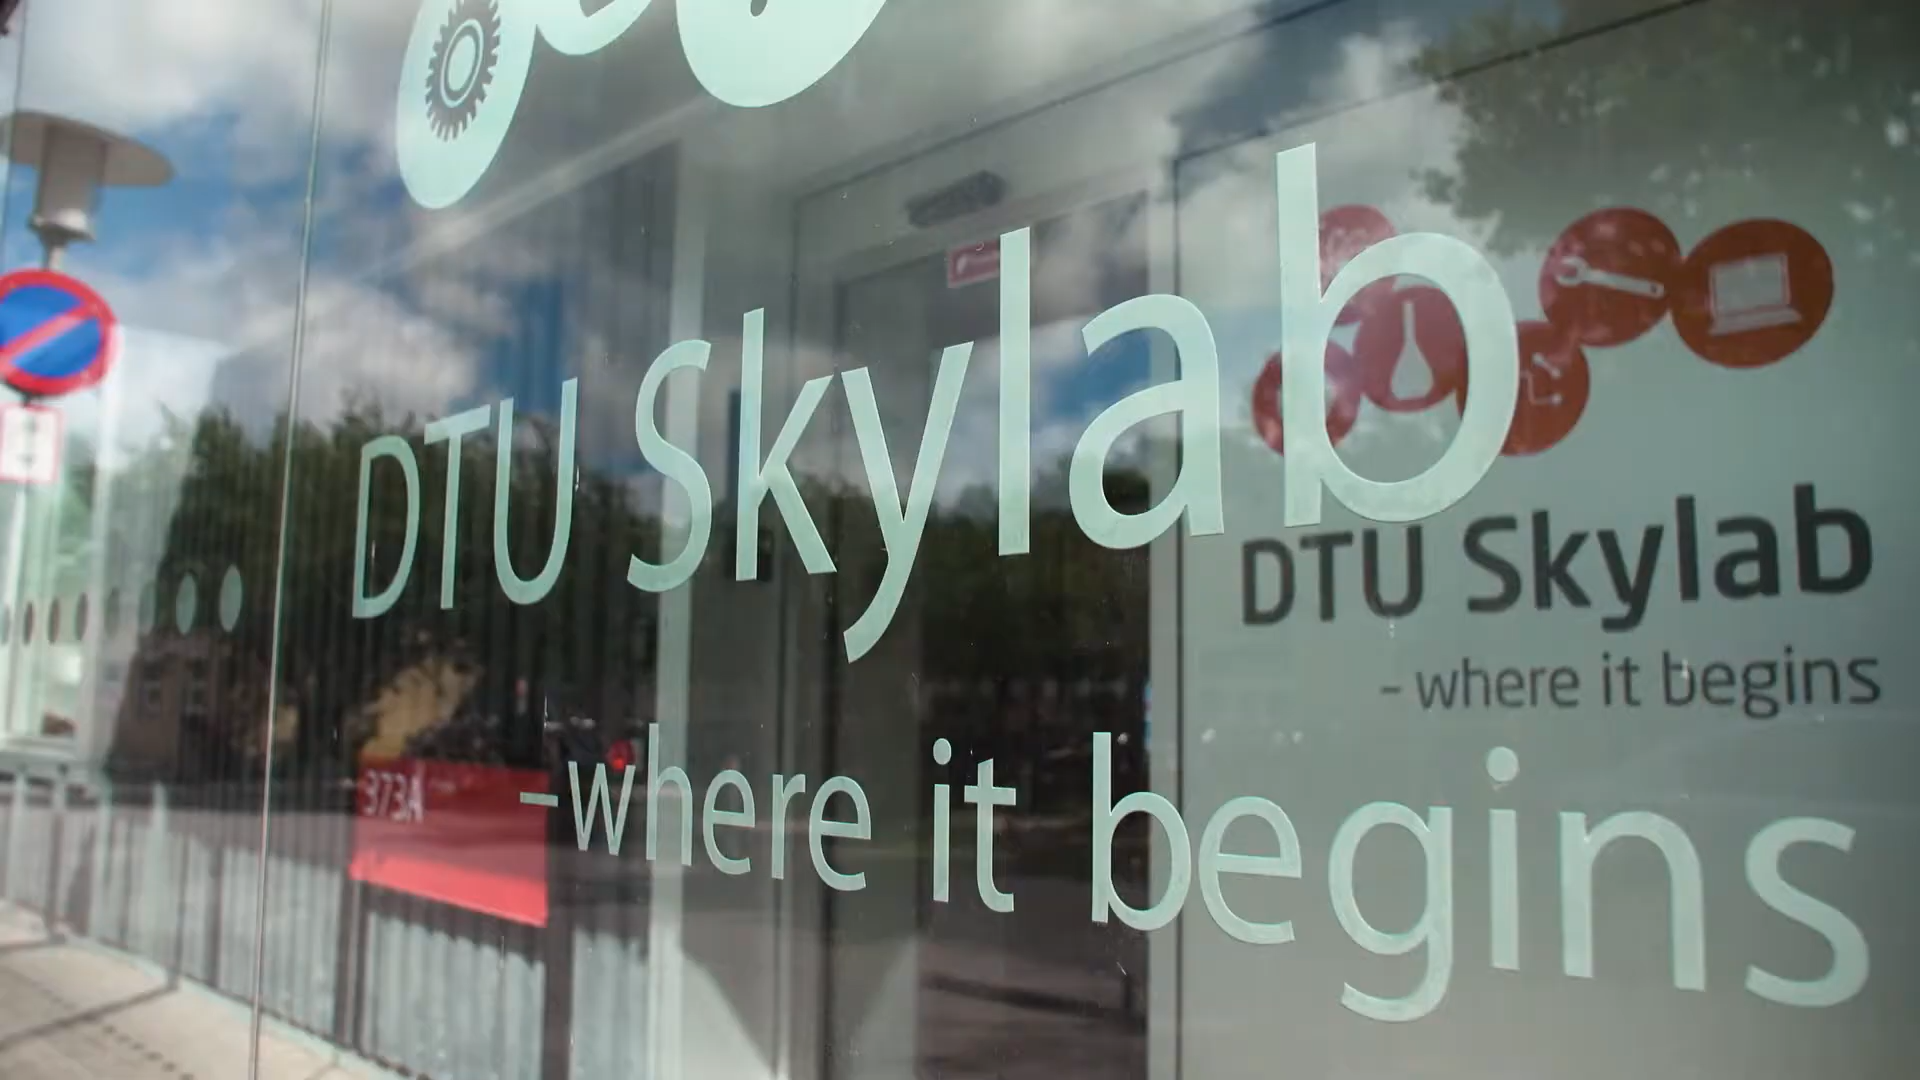 DTU Skylab
–where it begins
DTU Skylab
– where it begins
373A